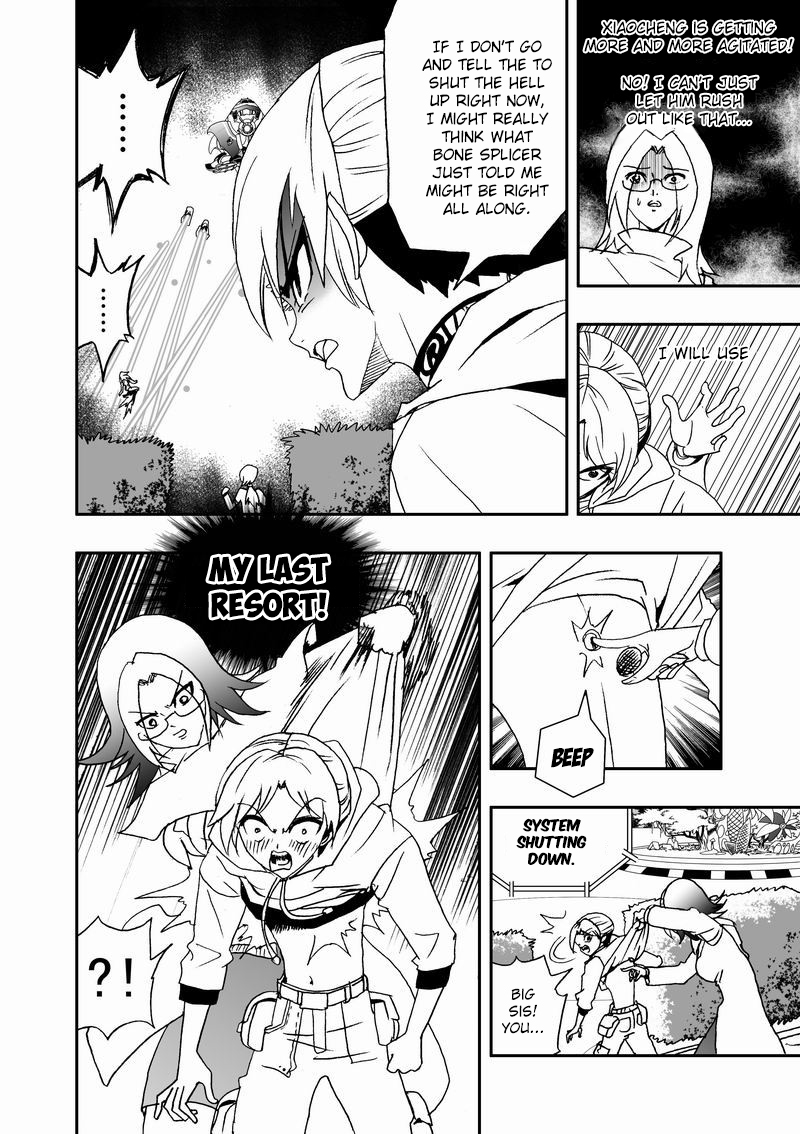 ......
IF I DON'T GO
AND TELL THE TO
SHUT THE HELL
UP RIGHT NOW,
I MIGHT REALLY
THINK WHAT
BONE SPLICER
JUST TOLD ME
MIGHT BE RIGHT
ALL ALONG.
......
XIAOCHENG IS GETTING
MORE AND MORE AGITATED!
NO! I CAN'T JUST
LET HIM RUSH
OUT LIKE THAT...
I WILL USE
MY LAST
RESORT!
?!
BEEP
SYSTEM
SHUTTING
DOWN.
BIG
SIS!
YOU...